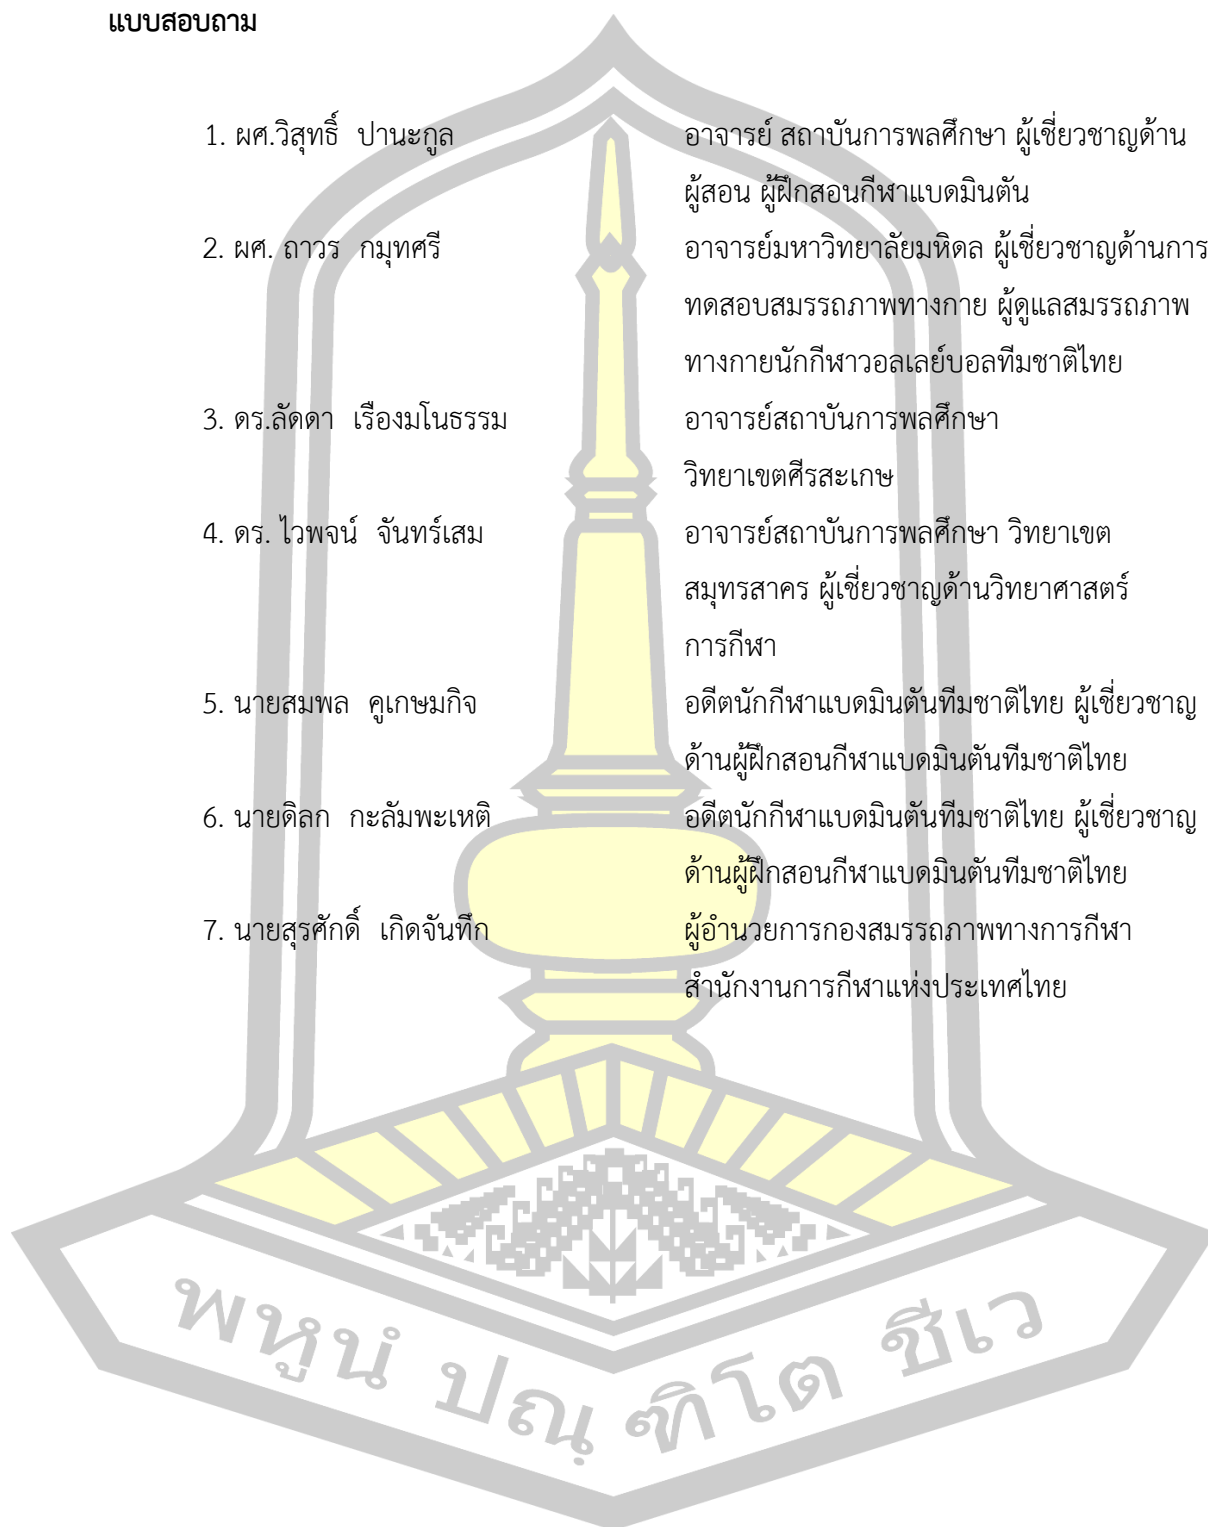 แบบสอบถาม
1. ผศ.วิสุทธิ์ ปานะกูล อาจารย์ สถาบันการพลศึกษา ผู้เชี่ยวชาญด้าน
ผู้สอน ผู้ฝึกสอนกีฬาแบดมินตัน
2. ผศ. ถาวร กมุทศรี อาจารย์มหาวิทยาลัยมหิดล ผู้เชี่ยวชาญด้านการ
ทดสอบสมรรถภาพทางกาย ผู้ดูแลสมรรถภาพ
ทางกายนักกีฬาวอลเลย์บอลทีมชาติไทย
3. ดร.ลัดดา เรืองมโนธรรม อาจารย์สถาบันการพลศึกษา
วิทยาเขตศีรสะเกษ
4. ดร. ไวพจน์ จันทร์เสม อาจารย์สถาบันการพลศึกษา วิทยาเขต
สมุทรสาคร ผู้เชี่ยวชาญด้านวิทยาศาสตร์
การกีฬา
5. นายสมพล คูเกษมกิจ อดีตนักกีฬาแบดมินตันทีมชาติไทย ผู้เชี่ยวชาญ
ด้านผู้ฝึกสอนกีฬาแบดมินตันทีมชาติไทย
6. นายดิลก กะลัมพะเหติ อดีตนักกีฬาแบดมินตันทีมชาติไทย ผู้เชี่ยวชาญ
ด้านผู้ฝึกสอนกีฬาแบดมินตันทีมชาติไทย
7. นายสุรศักดิ์ เกิดจันทึก ผู้อำนวยการกองสมรรถภาพทางการกีฬา
สำนักงานการกีฬาแห่งประเทศไทย
พหูนํ ปณฺ ฑิโต ชีเว